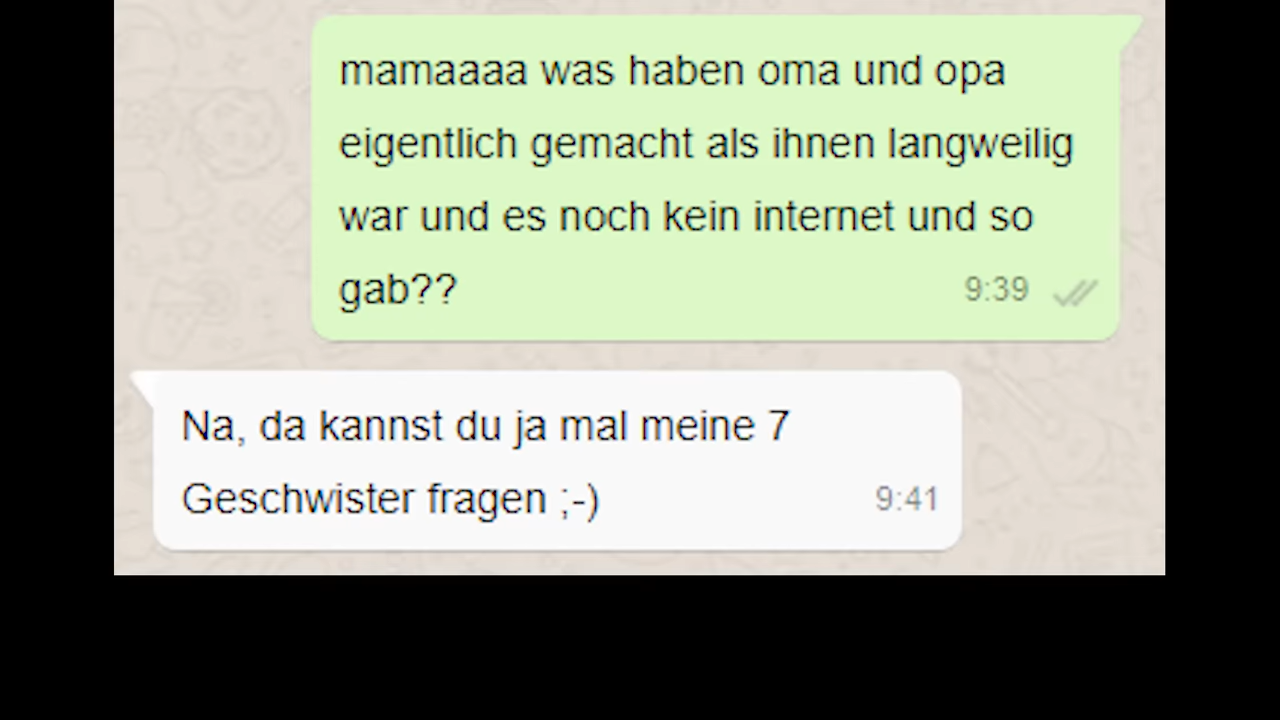 mamaaaa was haben oma und opa
eigentlich gemacht als ihnen langweilig
war und es noch kein internet und so
gab??
9:39
Na, da kannst du ja mal meine 7
Geschwister fragen ;-)
9:41